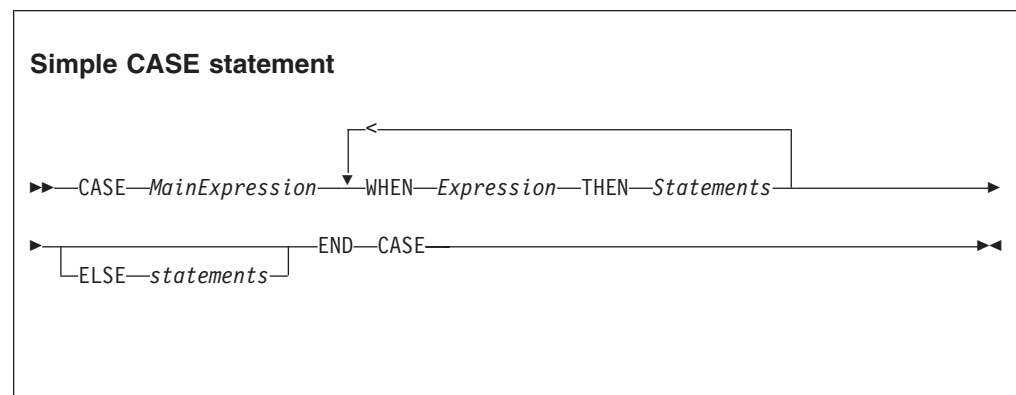 Simple CASE statement
<
CASE MainExpression WHEN Expression THEN Statements
END CASE
ELSE statements